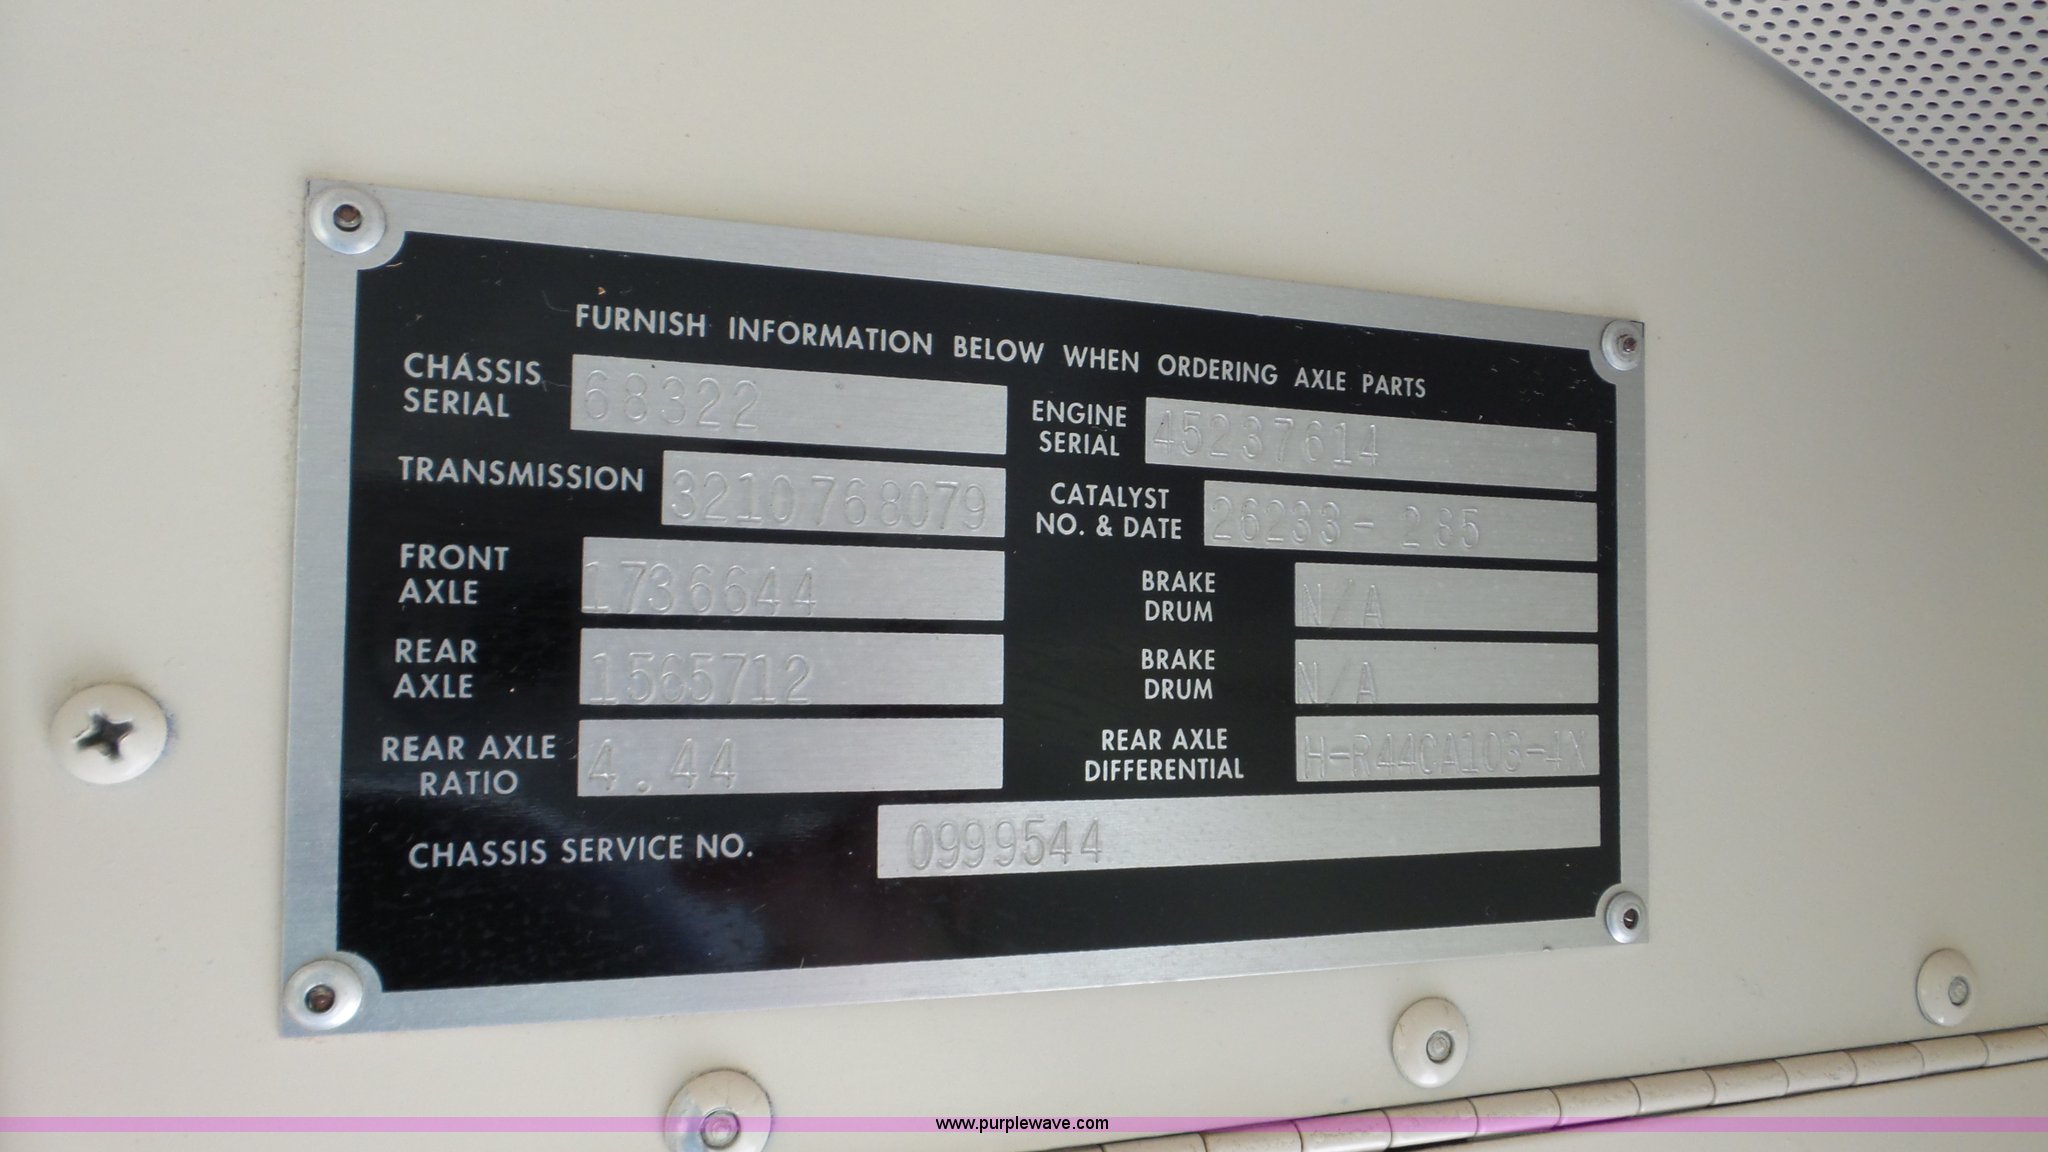 FURNISH INFORMATION BELOW WHEN ORDERING AXLE PARTS
CHASSIS SERIAL 68322
ENGINE SERIAL 45237614
TRANSMISSION 3210768079
CATALYST NO. & DATE 26233- 285
FRONT AXLE 1736644
BRAKE DRUM N/A
REAR AXLE 1565712
BRAKE DRUM N/A
REAR AXLE RATIO 4.44
REAR AXLE DIFFERENTIAL H-R44CA103-4X
CHASSIS SERVICE NO. 0999544
www.purplewave.com